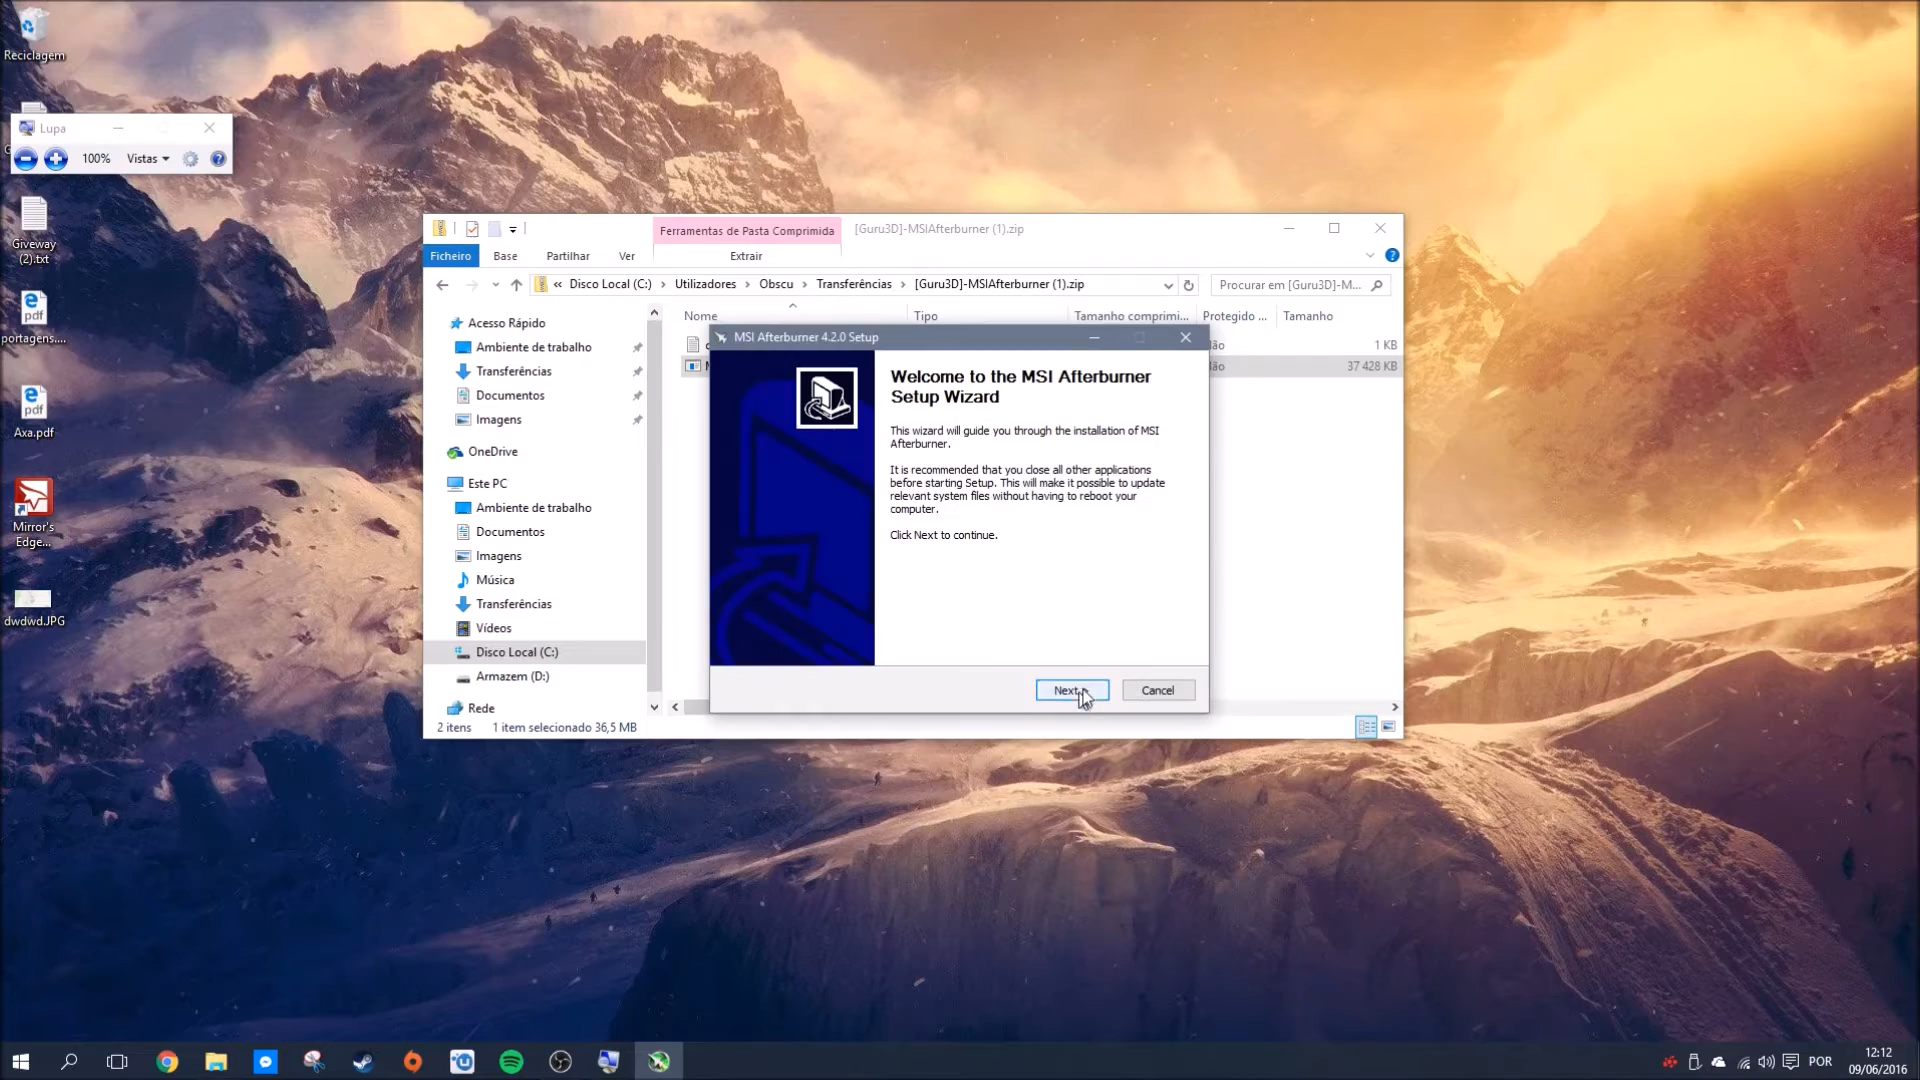 Reciclagem
Lupa
100%
Vistas
Giveway
(2).txt
portagens....
Axa.pdf
Mirror's
Edge...
dwdwd.JPG
Ferramentas de Pasta Comprimida
[Guru3D]-MSIAfterburner (1).zip
Ficheiro
Base
Partilhar
Ver
Extrair
« Disco Local (C:) › Utilizadores › Obscu › Transferências › [Guru3D]-MSIAfterburner (1).zip
Procurar em [Guru3D]-M...
Nome
Tipo
Tamanho comprimi...
Protegido ...
Tamanho
1 KB
37 428 KB
Acesso Rápido
Ambiente de trabalho
Transferências
Documentos
Imagens
OneDrive
Este PC
Ambiente de trabalho
Documentos
Imagens
Música
Transferências
Vídeos
Disco Local (C:)
Armazem (D:)
Rede
2 itens
1 item selecionado 36,5 MB
MSI Afterburner 4.2.0 Setup
Welcome to the MSI Afterburner
Setup Wizard
This wizard will guide you through the installation of MSI
Afterburner.
It is recommended that you close all other applications
before starting Setup. This will make it possible to update
relevant system files without having to reboot your
computer.
Click Next to continue.
Next
Cancel
POR
12:12
09/06/2016